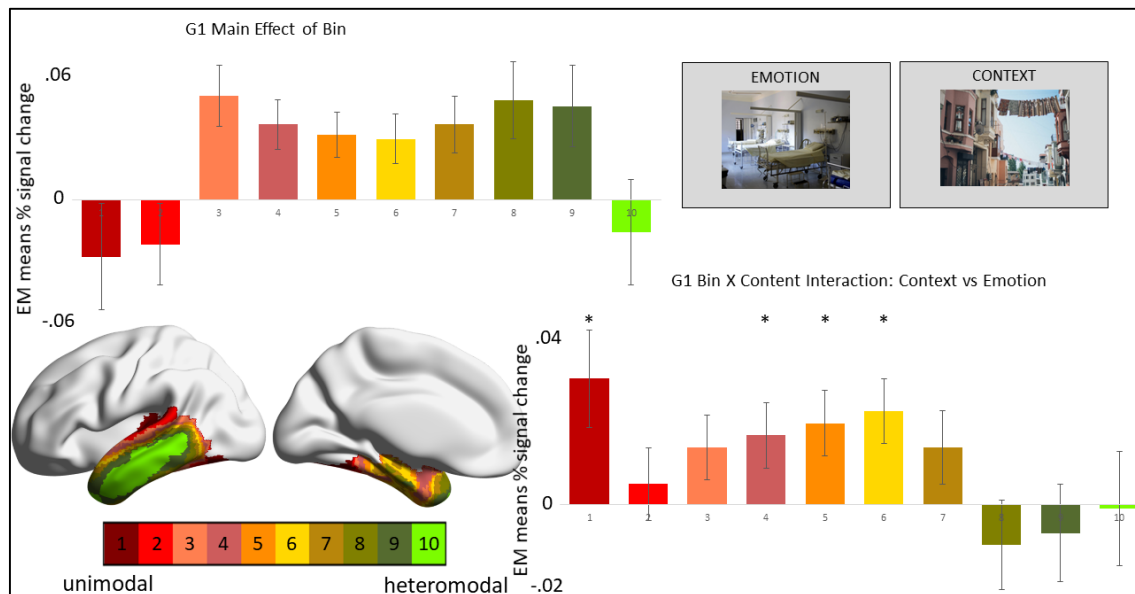 G1 Main Effect of Bin
EM means % signal change
.06
0
-.06
3
4
5
6
7
8
9
10
EMOTION
CONTEXT
G1 Bin X Content Interaction: Context vs Emotion
EM means % signal change
* * * *
.04
0
-.02
1
2
3
4
5
6
7
10
1 2 3 4 5 6 7 8 9 10
unimodal heteromodal